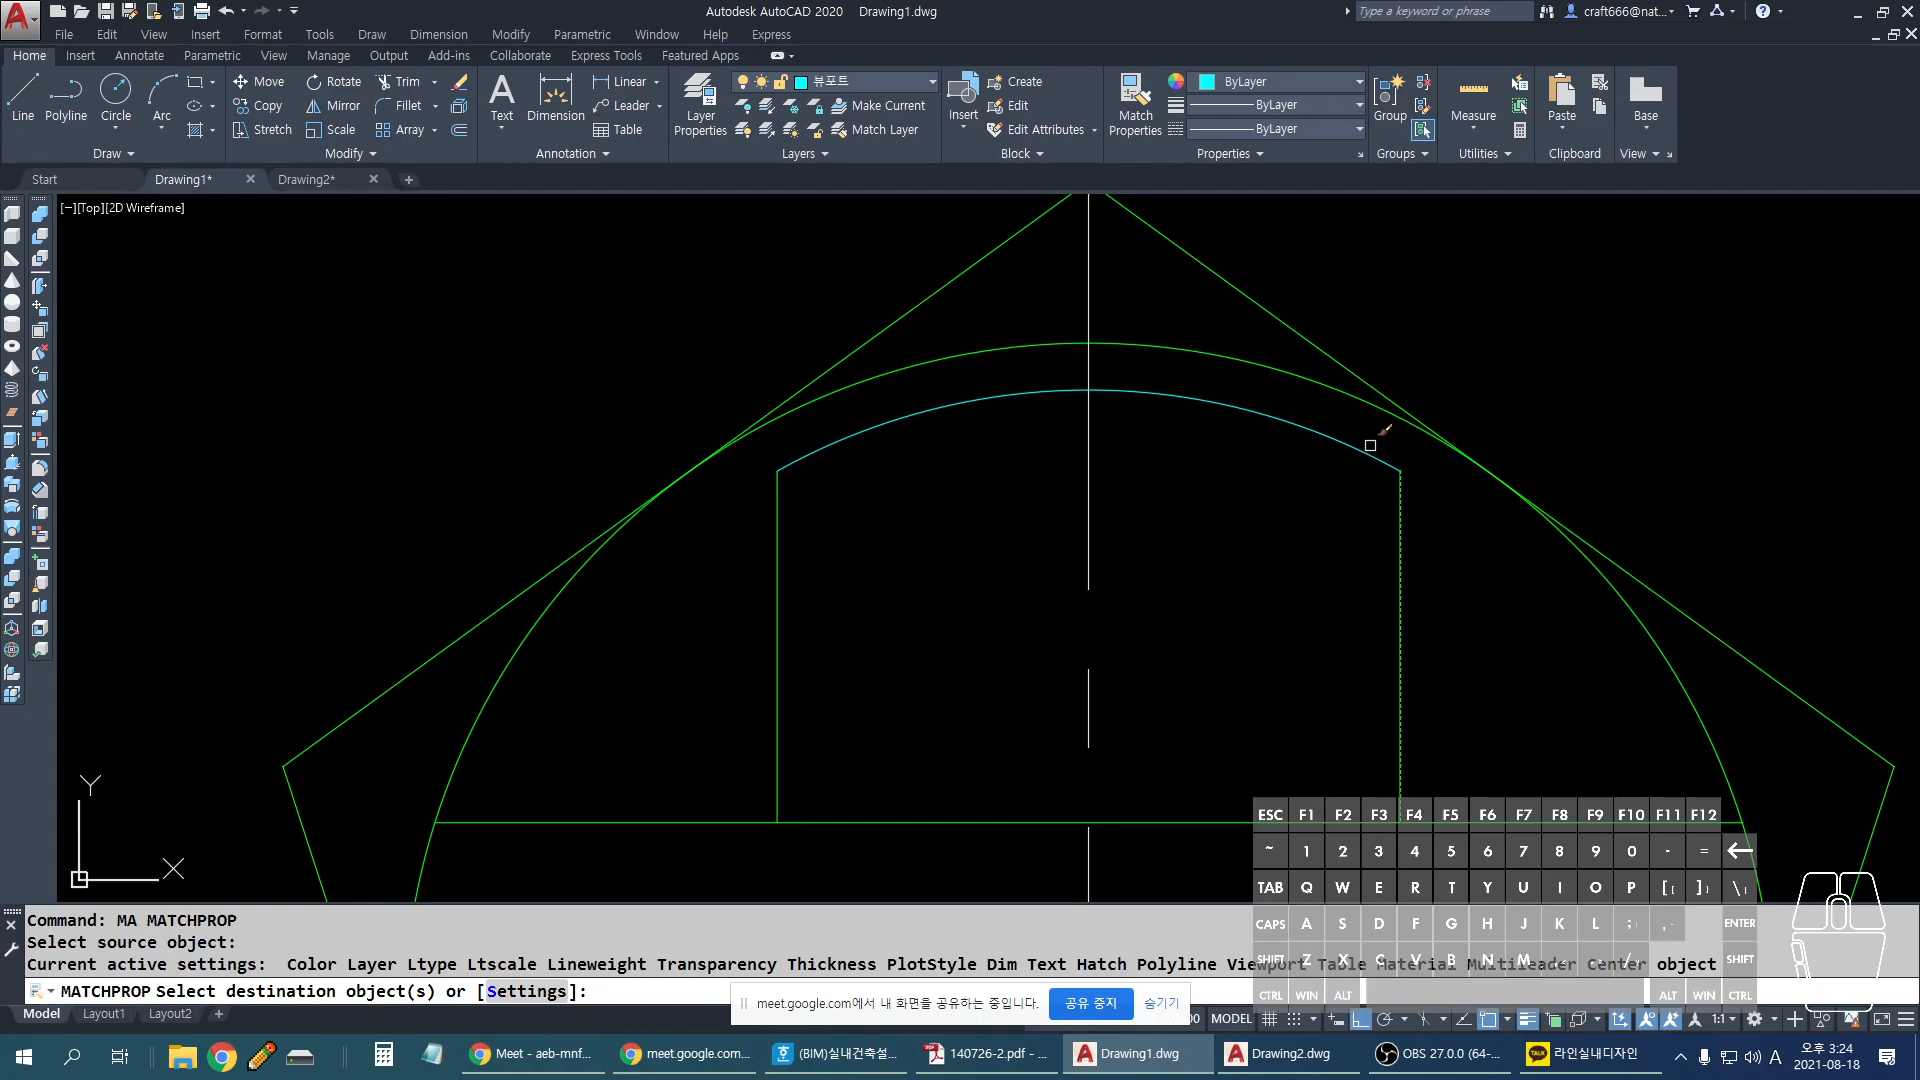 Autodesk AutoCAD 2020 Drawing1.dwg
Type a keyword or phrase
craft666@nat...
File Edit View Insert Format Tools Draw Dimension Modify Parametric Window Help Express
Home Insert Annotate Parametric View Manage Output Add-ins Collaborate Express Tools Featured Apps
Line Polyline Circle Arc
Move Rotate Trim
Copy Mirror Fillet
Stretch Scale Array
Text Dimension
Linear
Leader
Table
Layer Properties
뷰포트
Make Current
Match Layer
Insert
Create
Edit
Edit Attributes
Match Properties
ByLayer
ByLayer
ByLayer
Group Measure Paste Base
Draw Modify Annotation Layers Block Properties Groups Utilities Clipboard View
Start Drawing1* Drawing2*
[−][Top][2D Wireframe]
Y
X
ESC F1 F2 F3 F4 F5 F6 F7 F8 F9 F10 F11 F12
~ 1 2 3 4 5 6 7 8 9 0 - =
TAB Q W E R T Y U I O P [ ] \
CAPS A S D F G H J K L ; , ENTER
SHIFT Z X C V B N M , . / SHIFT
CTRL WIN ALT ALT WIN CTRL
Command: MA MATCHPROP
Select source object:
Current active settings: Color Layer Ltype Ltscale Lineweight Transparency Thickness PlotStyle Dim Text Hatch Polyline Viewport Table Material Multileader Center object
MATCHPROP Select destination object(s) or [Settings]:
meet.google.com에서 내 화면을 공유하는 중입니다. 공유 중지 숨기기
Model Layout1 Layout2
MODEL 1:1
Meet - aeb-mnf... meet.google.com... (BIM)실내건축설... 140726-2.pdf - ... Drawing1.dwg Drawing2.dwg OBS 27.0.0 (64-... 라인실내디자인
A
오후 3:24
2021-08-18